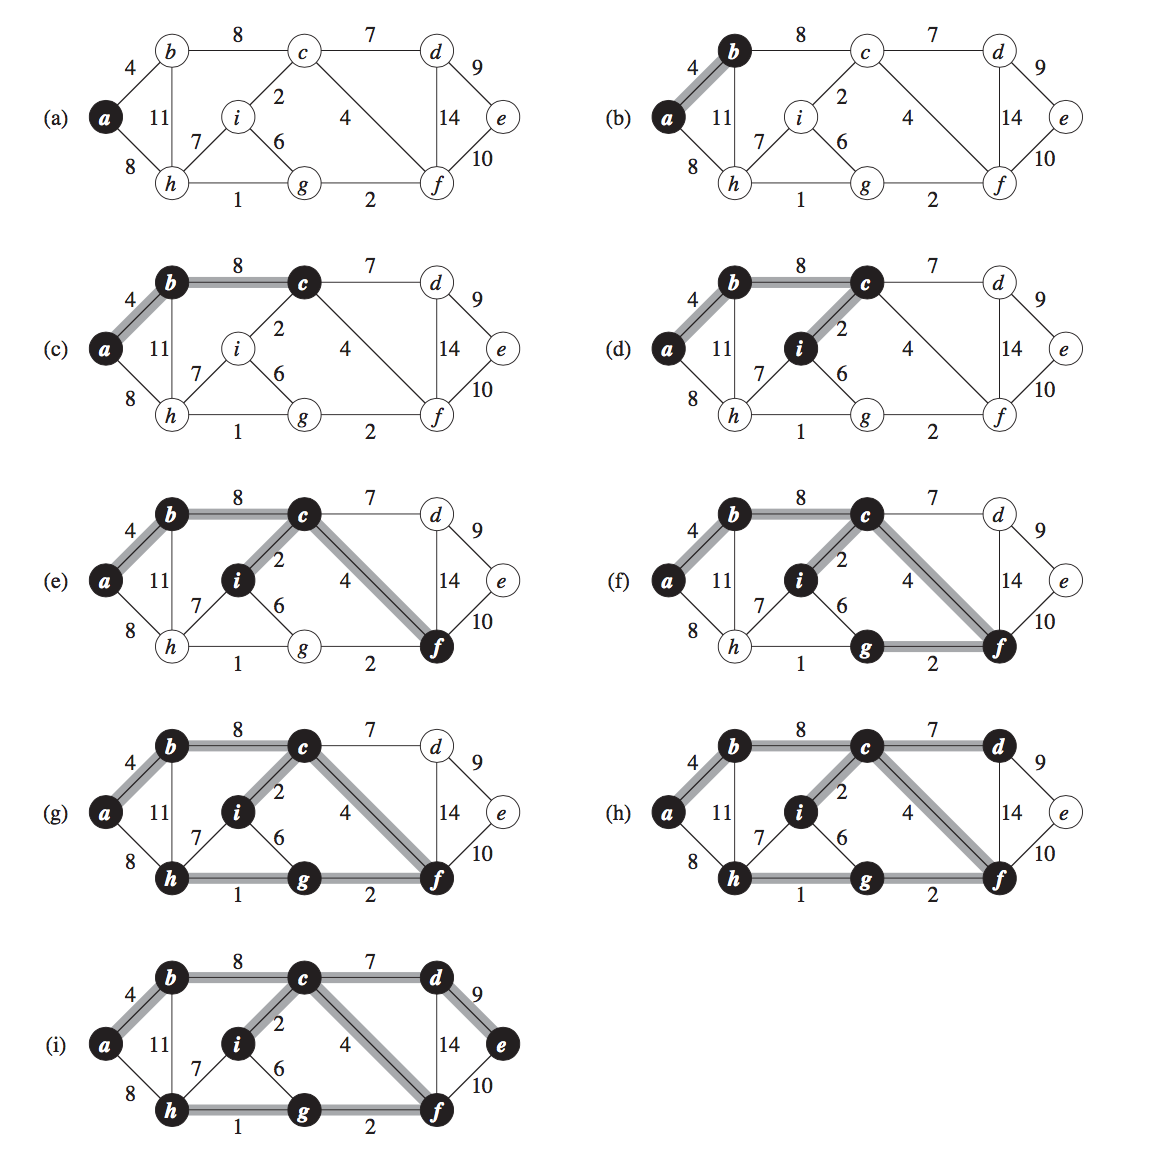 8 7 8 7
b c d b c d
4 9 4 9
2 2
(a) a 11 i 4 14 e (b) a 11 i 4 14 e
7 6 7 6
8 10 8 10
h g f h g f
1 2 1 2
8 7 8 7
b c d b c d
4 9 4 9
2 2
(c) a 11 i 4 14 e (d) a 11 i 4 14 e
7 6 7 6
8 10 8 10
h g f h g f
1 2 1 2
8 7 8 7
b c d b c d
4 9 4 9
2 2
(e) a 11 i 4 14 e (f) a 11 i 4 14 e
7 6 7 6
8 10 8 10
h g f h g f
1 2 1 2
8 7 8 7
b c d b c d
4 9 4 9
2 2
(g) a 11 i 4 14 e (h) a 11 i 4 14 e
7 6 7 6
8 10 8 10
h g f h g f
1 2 1 2
8 7
b c d
4 9
2
(i) a 11 i 4 14 e
7 6
8 10
h g f
1 2